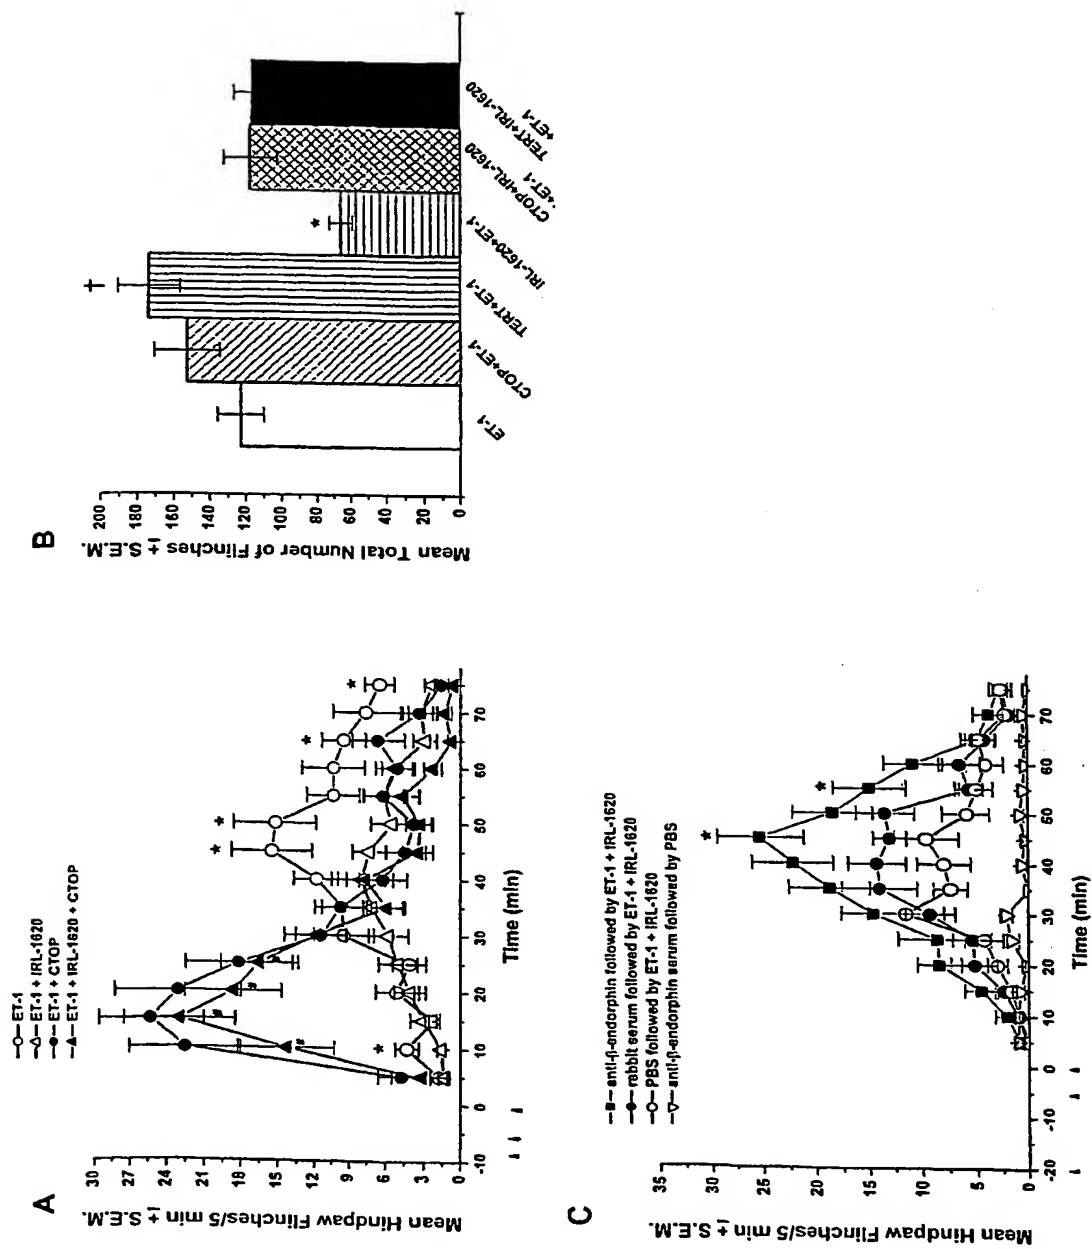 A
Mean Hindpaw Flinches/5 min ± S.E.M.
30
27
24
21
18
15
12
9
6
3
0
—○— ET-1
—△— ET-1 + IRL-1620
—●— ET-1 + CTOP
—▲— ET-1 + IRL-1620 + CTOP
* * * * *
-10 0 10 20 30 40 50 60 70
Time (min)
B
Mean Total Number of Flinches ± S.E.M.
200
180
160
140
120
100
80
60
40
20
0
†
*
ET-1
CTOP+ET-1
TERT+ET-1
IRL-1620+ET-1
CTOP+IRL-1620
+ET-1
TERT+IRL-1620
+ET-1
C
Mean Hindpaw Flinches/5 min ± S.E.M.
35
30
25
20
15
10
5
0
—■— anti-β-endorphin followed by ET-1 + IRL-1620
—●— rabbit serum followed by ET-1 + IRL-1620
—○— PBS followed by ET-1 + IRL-1620
—▽— anti-β-endorphin serum followed by PBS
* *
-20 -10 0 10 20 30 40 50 60 70
Time (min)